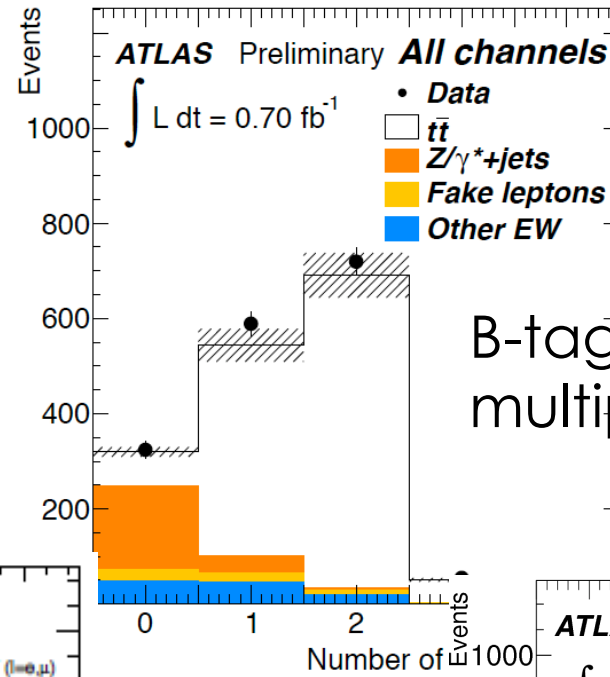 Events
ATLAS Preliminary All channels
∫ L dt = 0.70 fb⁻¹
Data
tt̄
Z/γ*+jets
Fake leptons
Other EW
1000
800
600
400
200
0 1 2
Number of
B-tag
multip
(l=e,μ)
Events
1000
ATL
∫